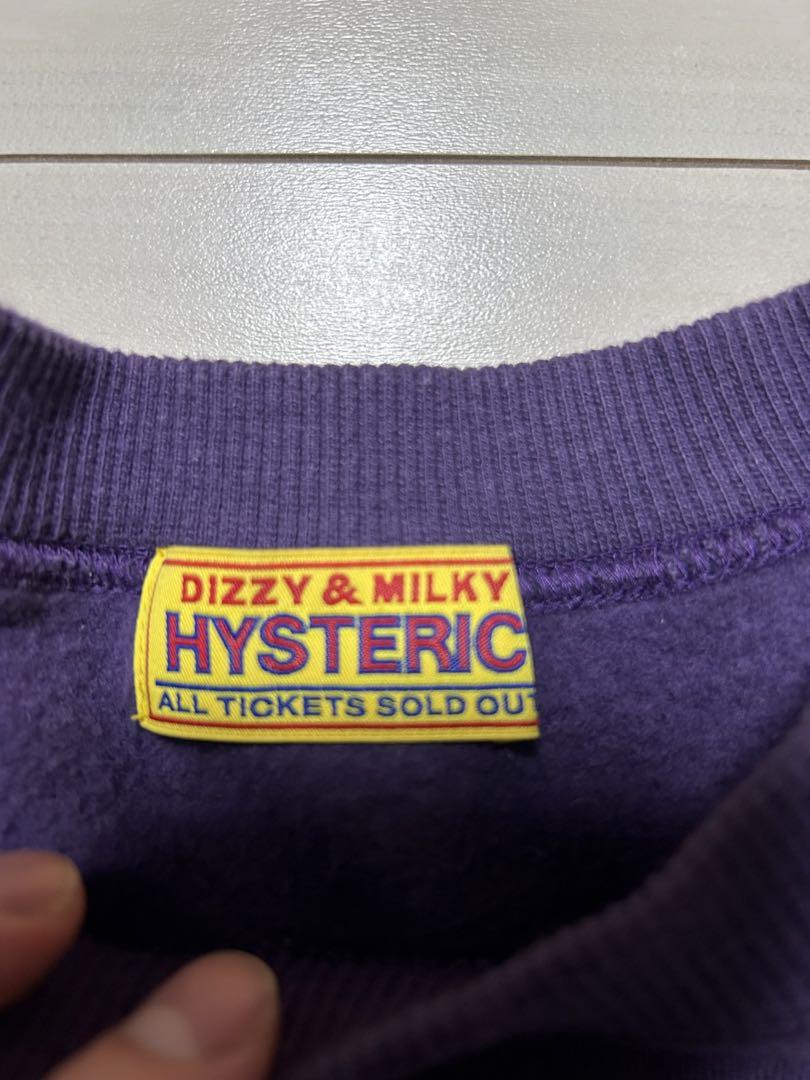 DIZZY & MILKY
HYSTERIC
ALL TICKETS SOLD OUT